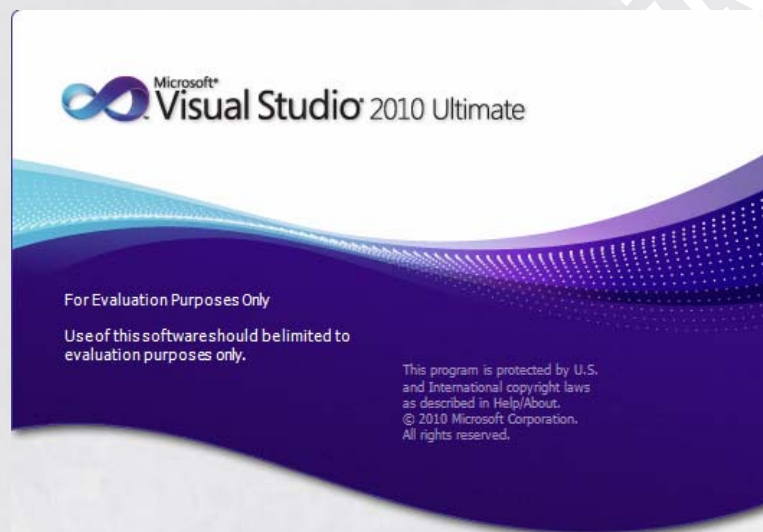 Microsoft®
Visual Studio® 2010 Ultimate
For Evaluation Purposes Only
Use of this software should be limited to
evaluation purposes only.
This program is protected by U.S.
and International copyright laws
as described in Help/About.
© 2010 Microsoft Corporation.
All rights reserved.